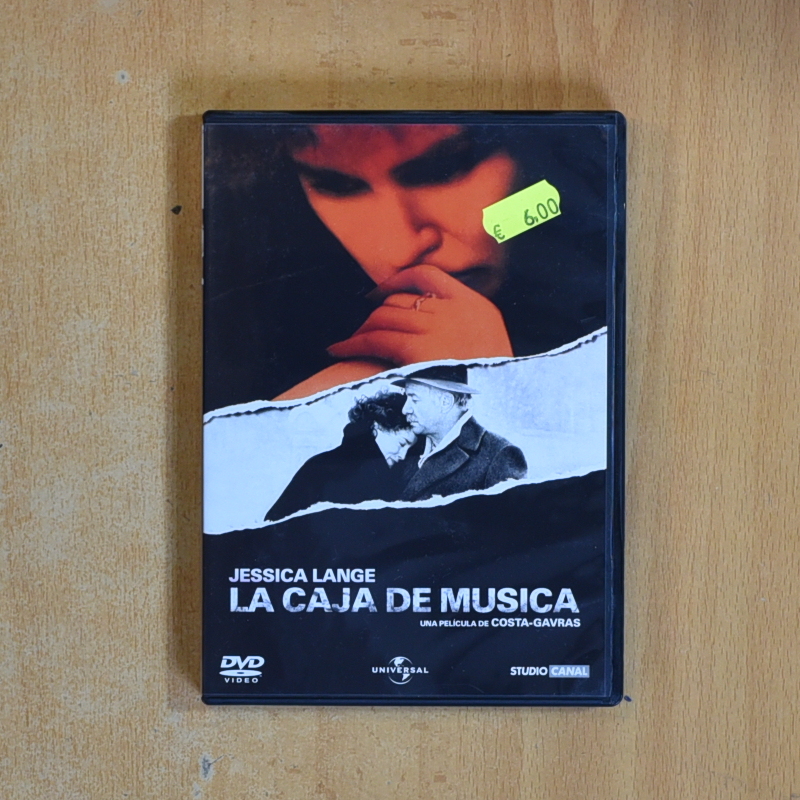 € 6,00
JESSICA LANGE
LA CAJA DE MUSICA
UNA PELÍCULA DE COSTA-GAVRAS
DVD VIDEO
UNIVERSAL
STUDIO CANAL